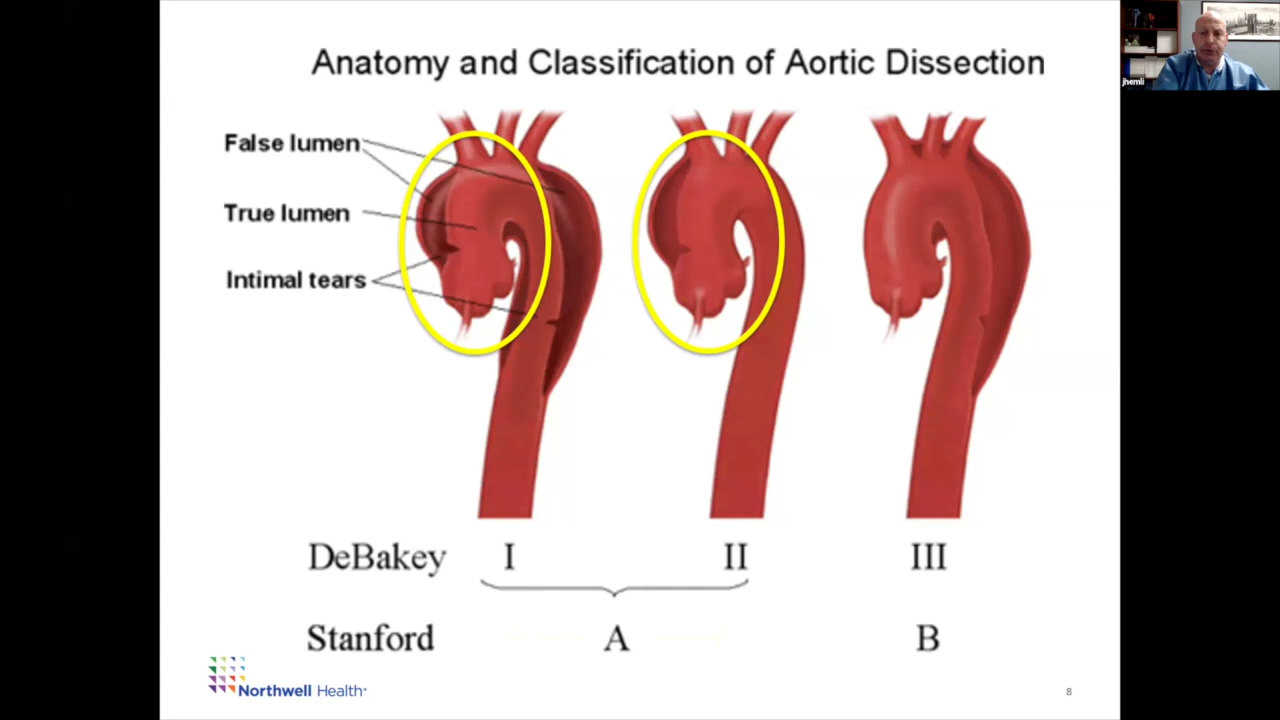 Anatomy and Classification of Aortic Dissection
jhemli
False lumen
True lumen
Intimal tears
DeBakey I II III
Stanford A B
Northwell Health
8